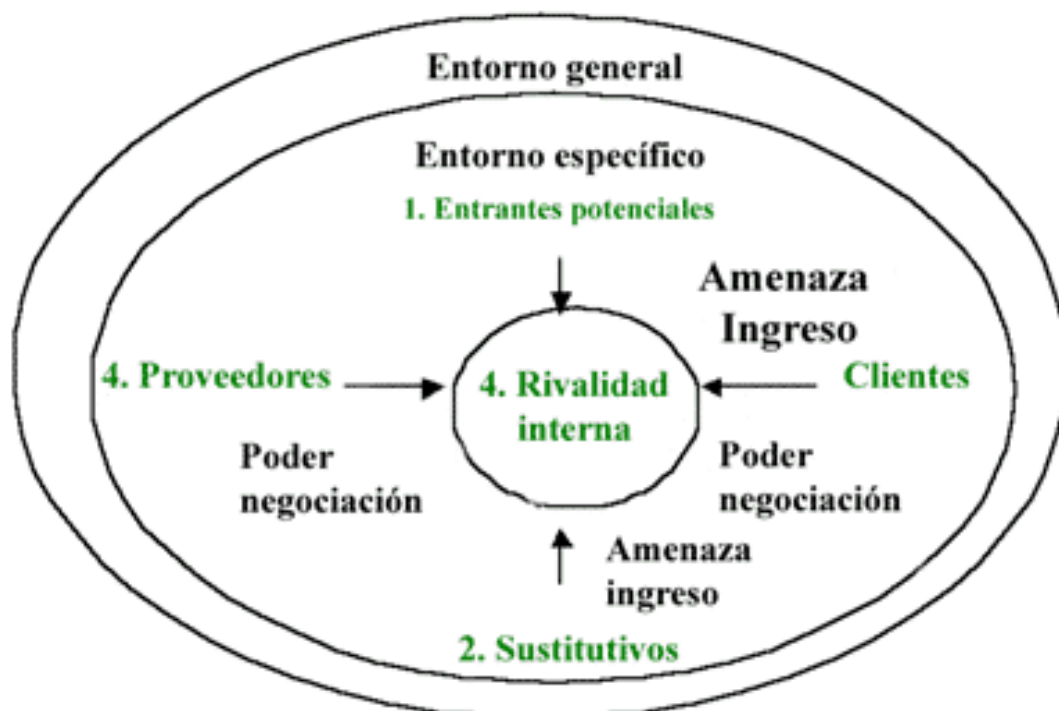 Entorno general
Entorno específico
1. Entrantes potenciales
Amenaza
Ingreso
4. Proveedores
4. Rivalidad
interna
Clientes
Poder
negociación
Poder
negociación
Amenaza
ingreso
2. Sustitutivos